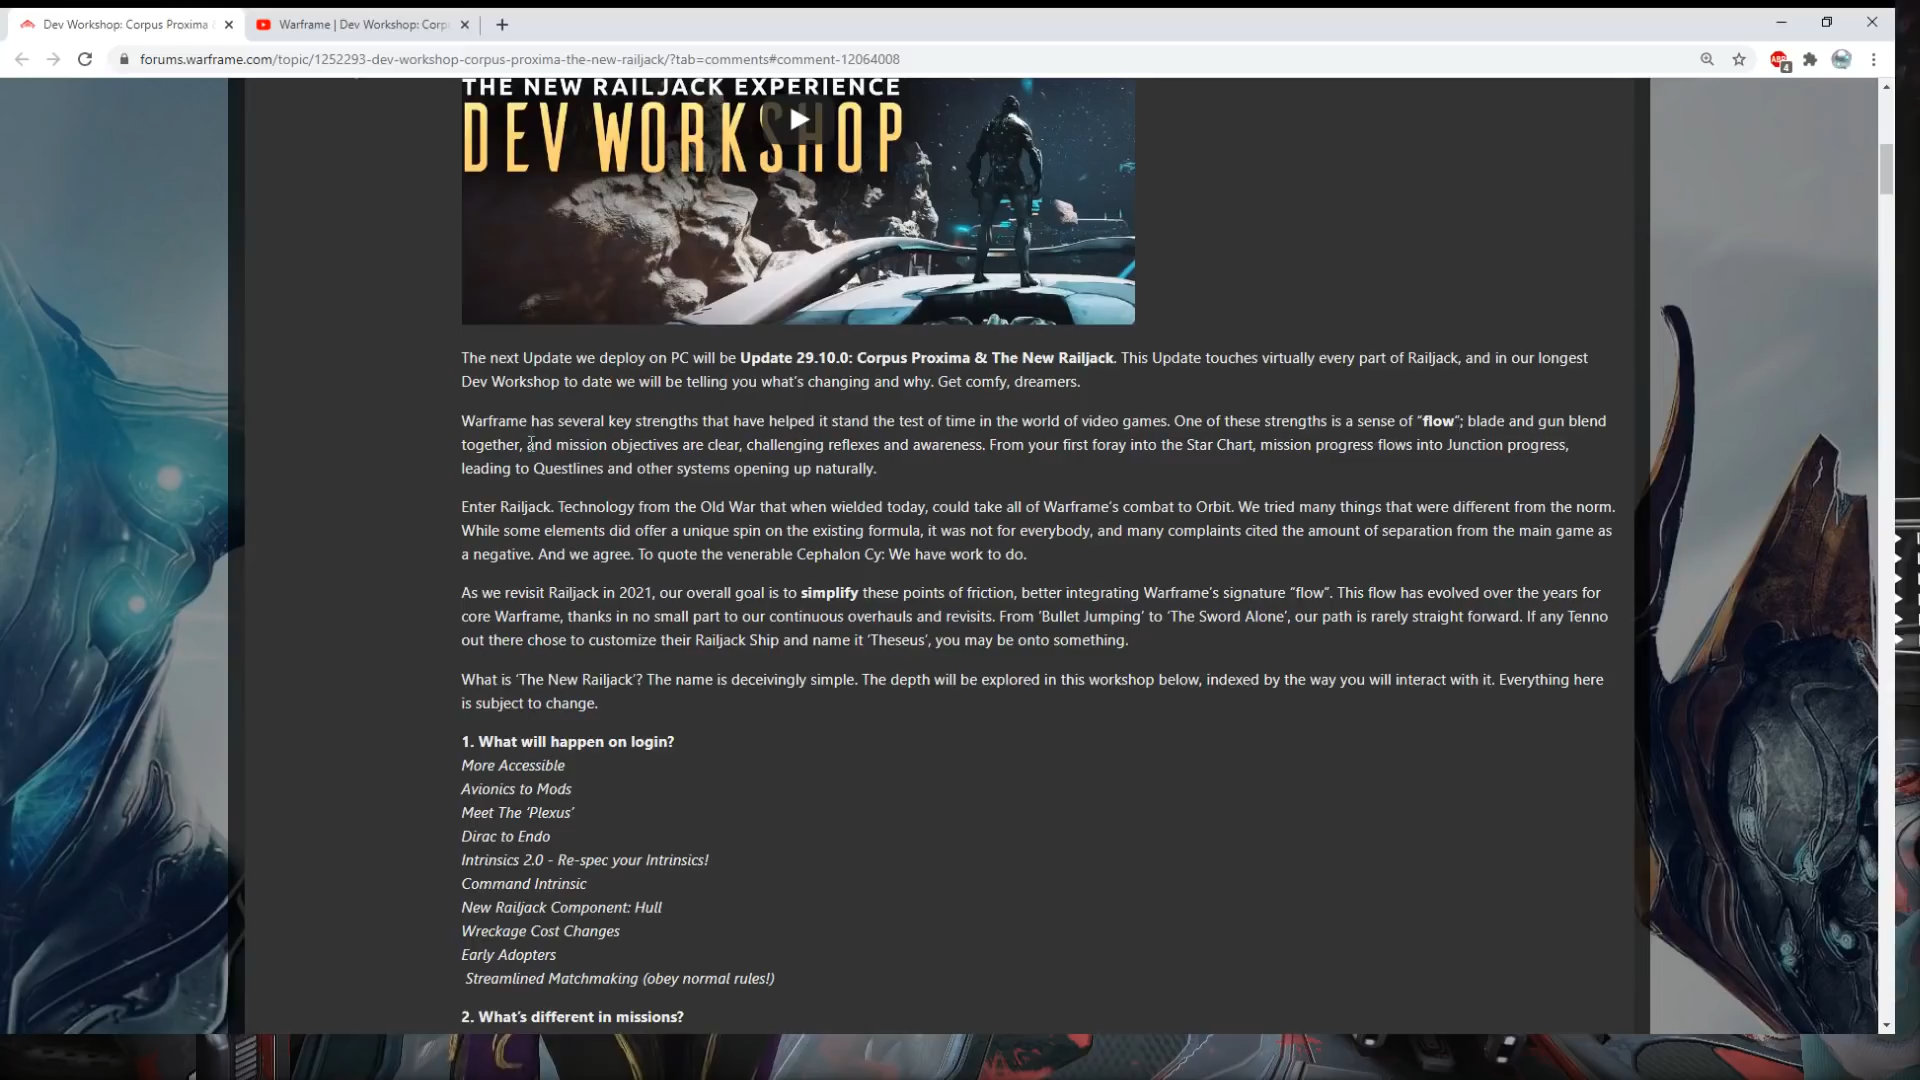 Dev Workshop: Corpus Proxima
Warframe | Dev Workshop: Corp
forums.warframe.com/topic/1252293-dev-workshop-corpus-proxima-the-new-railjack/?tab=comments#comment-12064008
ABP
4
THE NEW RAILJACK EXPERIENCE
DEV WORKSHOP
The next Update we deploy on PC will be Update 29.10.0: Corpus Proxima & The New Railjack. This Update touches virtually every part of Railjack, and in our longest
Dev Workshop to date we will be telling you what's changing and why. Get comfy, dreamers.
Warframe has several key strengths that have helped it stand the test of time in the world of video games. One of these strengths is a sense of “flow”; blade and gun blend
together, and mission objectives are clear, challenging reflexes and awareness. From your first foray into the Star Chart, mission progress flows into Junction progress,
leading to Questlines and other systems opening up naturally.
Enter Railjack. Technology from the Old War that when wielded today, could take all of Warframe's combat to Orbit. We tried many things that were different from the norm.
While some elements did offer a unique spin on the existing formula, it was not for everybody, and many complaints cited the amount of separation from the main game as
a negative. And we agree. To quote the venerable Cephalon Cy: We have work to do.
As we revisit Railjack in 2021, our overall goal is to simplify these points of friction, better integrating Warframe's signature “flow”. This flow has evolved over the years for
core Warframe, thanks in no small part to our continuous overhauls and revisits. From ‘Bullet Jumping’ to ‘The Sword Alone’, our path is rarely straight forward. If any Tenno
out there chose to customize their Railjack Ship and name it ‘Theseus’, you may be onto something.
What is ‘The New Railjack’? The name is deceivingly simple. The depth will be explored in this workshop below, indexed by the way you will interact with it. Everything here
is subject to change.
1. What will happen on login?
More Accessible
Avionics to Mods
Meet The ‘Plexus’
Dirac to Endo
Intrinsics 2.0 - Re-spec your Intrinsics!
Command Intrinsic
New Railjack Component: Hull
Wreckage Cost Changes
Early Adopters
Streamlined Matchmaking (obey normal rules!)
2. What's different in missions?